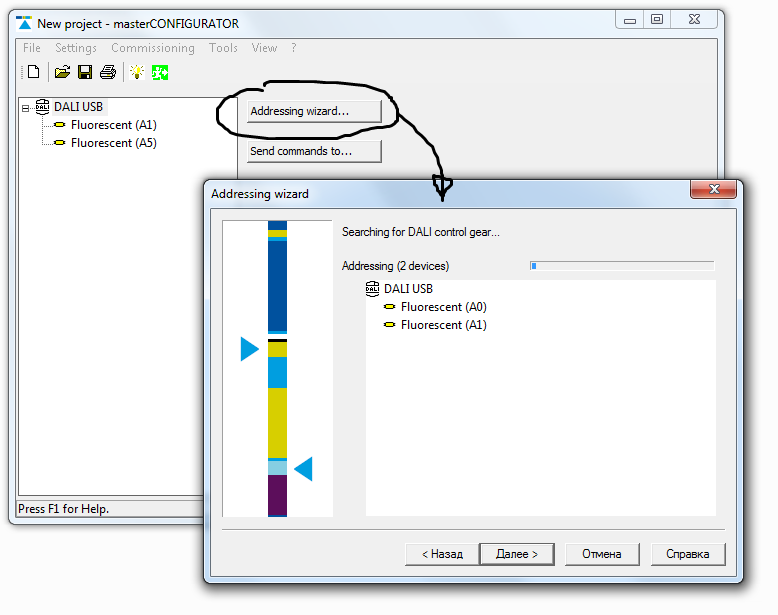 New project - masterCONFIGURATOR
File Settings Commissioning Tools View ?
DALI USB
Fluorescent (A1)
Fluorescent (A5)
Addressing wizard...
Send commands to...
Press F1 for Help.
Addressing wizard
Searching for DALI control gear...
Addressing (2 devices)
DALI USB
Fluorescent (A0)
Fluorescent (A1)
< Назад Далее > Отмена Справка